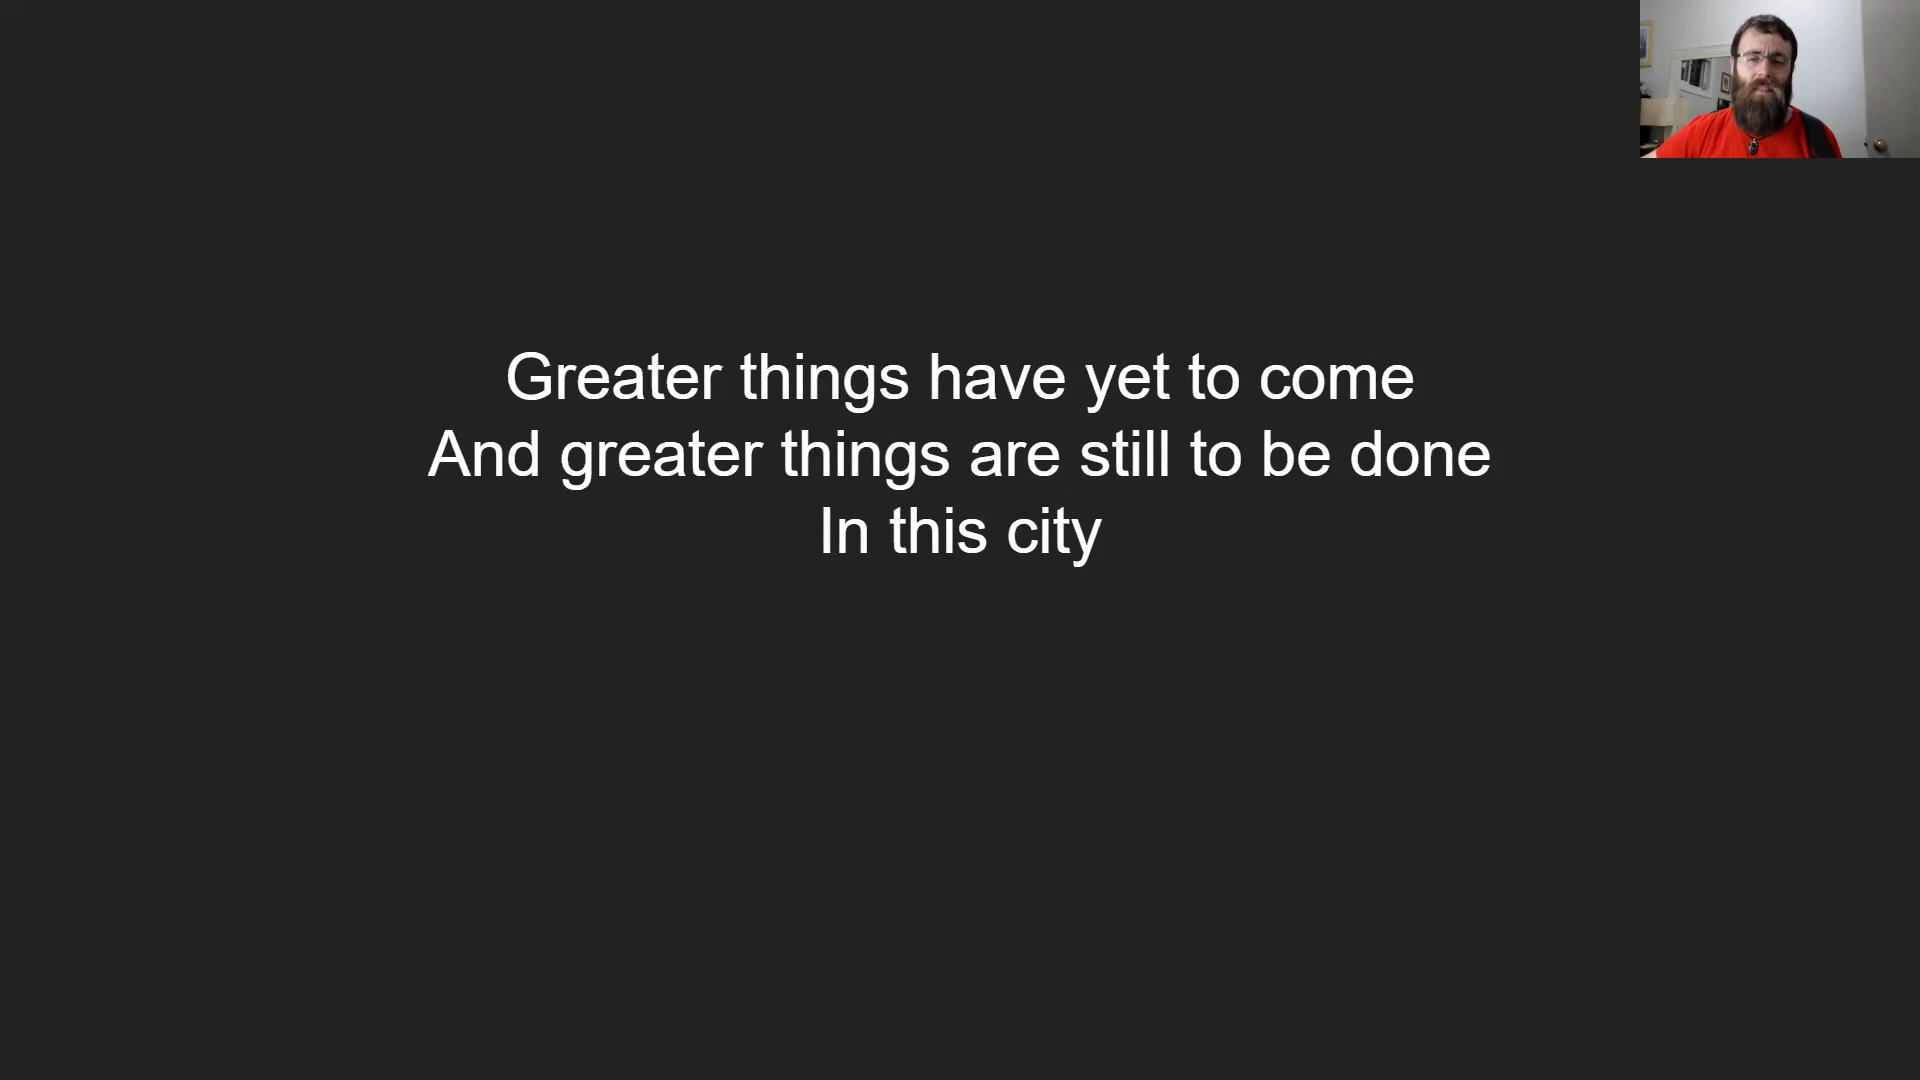 Greater things have yet to come
And greater things are still to be done
In this city